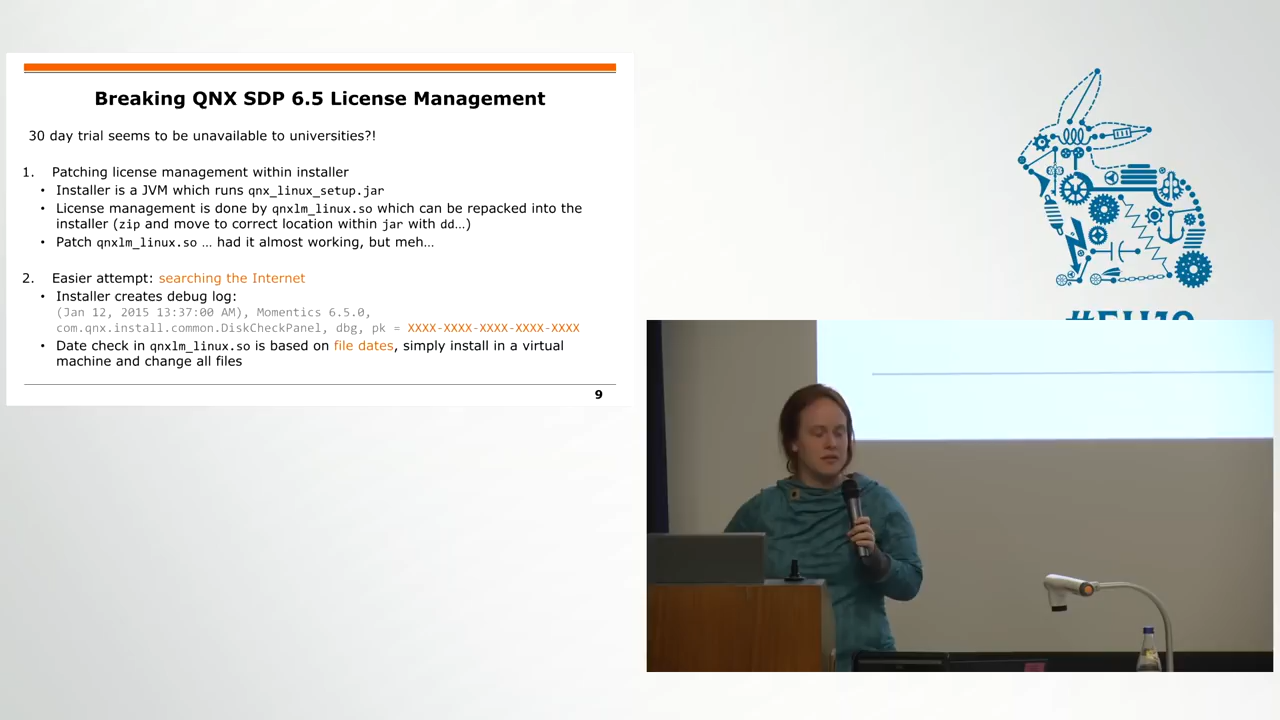 Breaking QNX SDP 6.5 License Management
30 day trial seems to be unavailable to universities?!
1. Patching license management within installer
• Installer is a JVM which runs qnx_linux_setup.jar
• License management is done by qnxlm_linux.so which can be repacked into the
installer (zip and move to correct location within jar with dd…)
• Patch qnxlm_linux.so … had it almost working, but meh…
2. Easier attempt: searching the Internet
• Installer creates debug log:
(Jan 12, 2015 13:37:00 AM), Momentics 6.5.0,
com.qnx.install.common.DiskCheckPanel, dbg, pk = XXXX-XXXX-XXXX-XXXX-XXXX
• Date check in qnxlm_linux.so is based on file dates, simply install in a virtual
machine and change all files
9